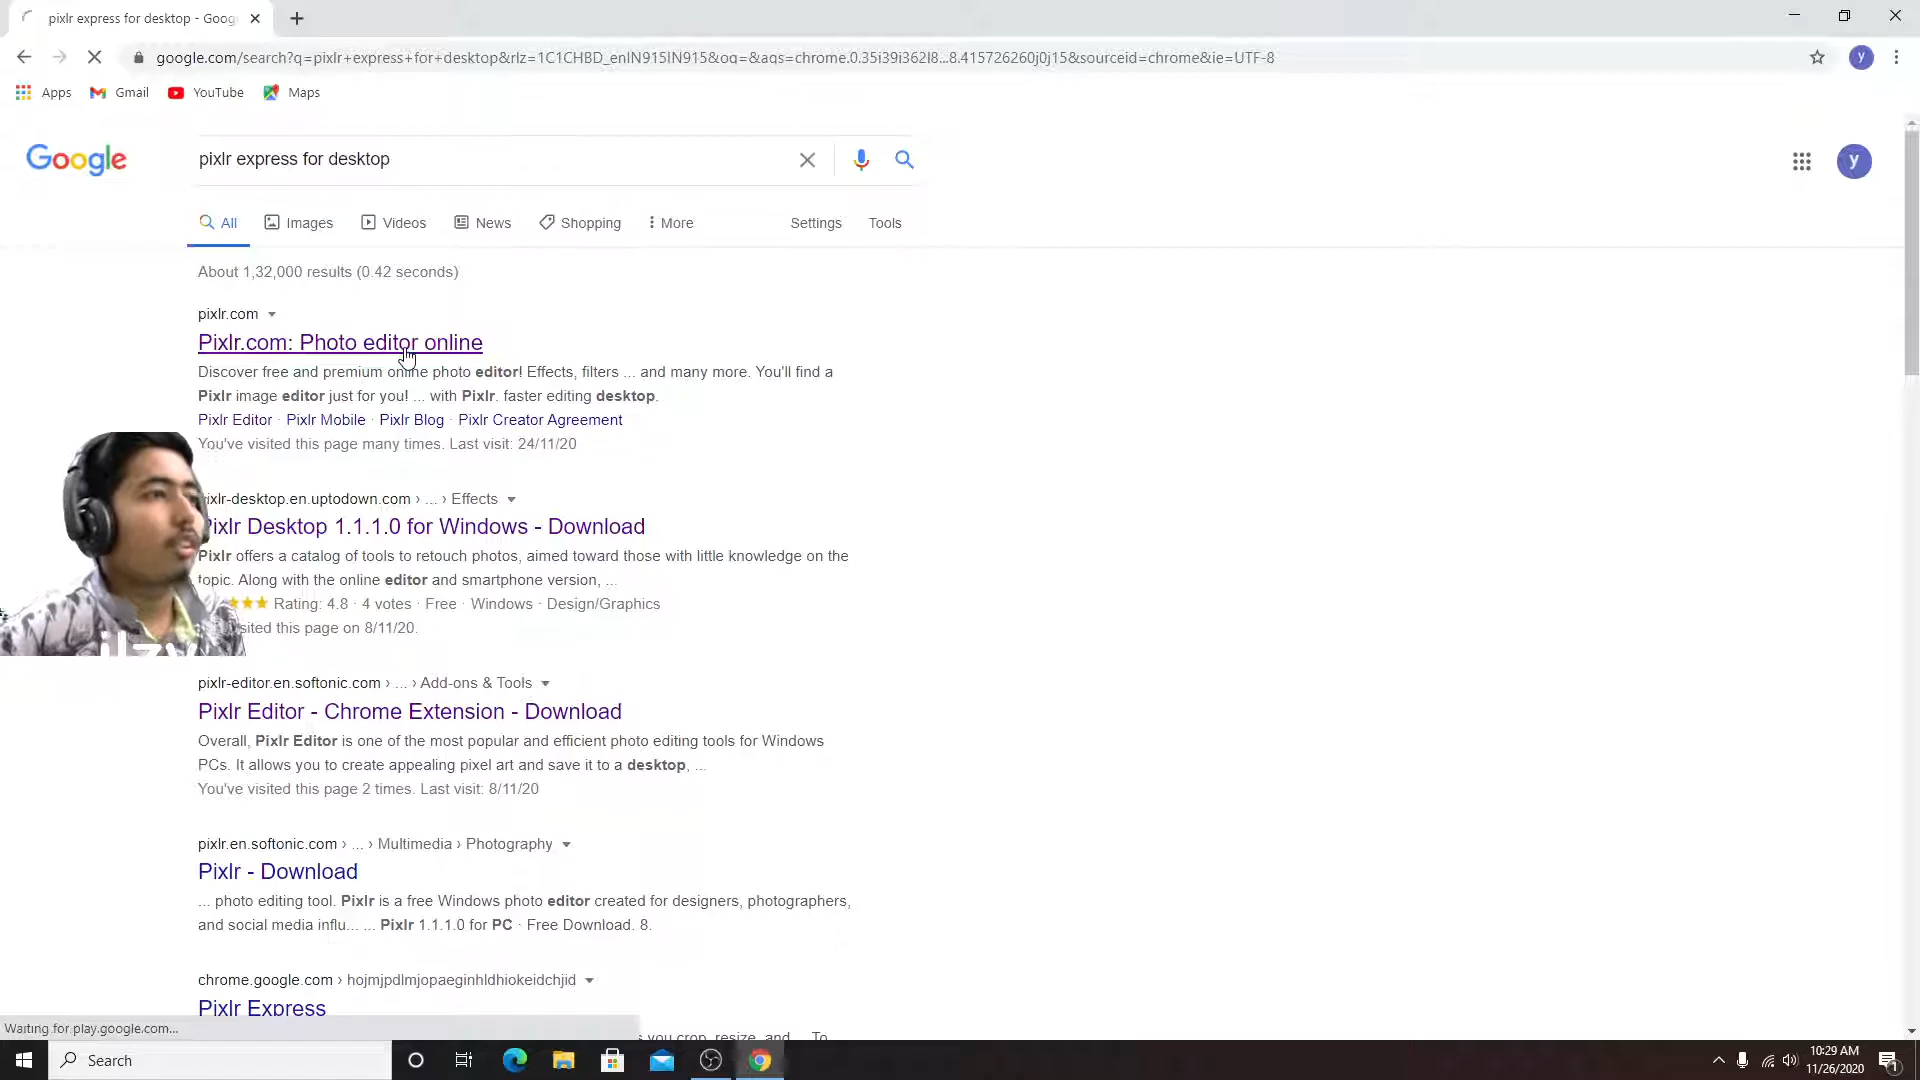 pixlr express for desktop - Goog
google.com/search?q=pixlr+express+for+desktop&rlz=1C1CHBD_enIN915IN915&oq=&aqs=chrome.0.35i39i362l8...8.415726260j0j15&sourceid=chrome&ie=UTF-8
y
Apps Gmail YouTube Maps
Google
pixlr express for desktop
y
All Images Videos News Shopping More Settings Tools
About 1,32,000 results (0.42 seconds)
pixlr.com
Pixlr.com: Photo editor online
Discover free and premium online photo editor! Effects, filters ... and many more. You'll find a
Pixlr image editor just for you! ... with Pixlr. faster editing desktop.
Pixlr Editor · Pixlr Mobile · Pixlr Blog · Pixlr Creator Agreement
You've visited this page many times. Last visit: 24/11/20
pixlr-desktop.en.uptodown.com › ... › Effects
Pixlr Desktop 1.1.1.0 for Windows - Download
Pixlr offers a catalog of tools to retouch photos, aimed toward those with little knowledge on the
topic. Along with the online editor and smartphone version, ...
Rating: 4.8 · 4 votes · Free · Windows · Design/Graphics
sited this page on 8/11/20.
pixlr-editor.en.softonic.com › ... › Add-ons & Tools
Pixlr Editor - Chrome Extension - Download
Overall, Pixlr Editor is one of the most popular and efficient photo editing tools for Windows
PCs. It allows you to create appealing pixel art and save it to a desktop, ...
You've visited this page 2 times. Last visit: 8/11/20
pixlr.en.softonic.com › ... › Multimedia › Photography
Pixlr - Download
... photo editing tool. Pixlr is a free Windows photo editor created for designers, photographers,
and social media influ... ... Pixlr 1.1.1.0 for PC · Free Download. 8.
chrome.google.com › hojmjpdlmjopaeginhldhiokeidchjid
Pixlr Express
s you crop, resize, and ... To
Waiting for play.google.com...
Search
10:29 AM
11/26/2020
1